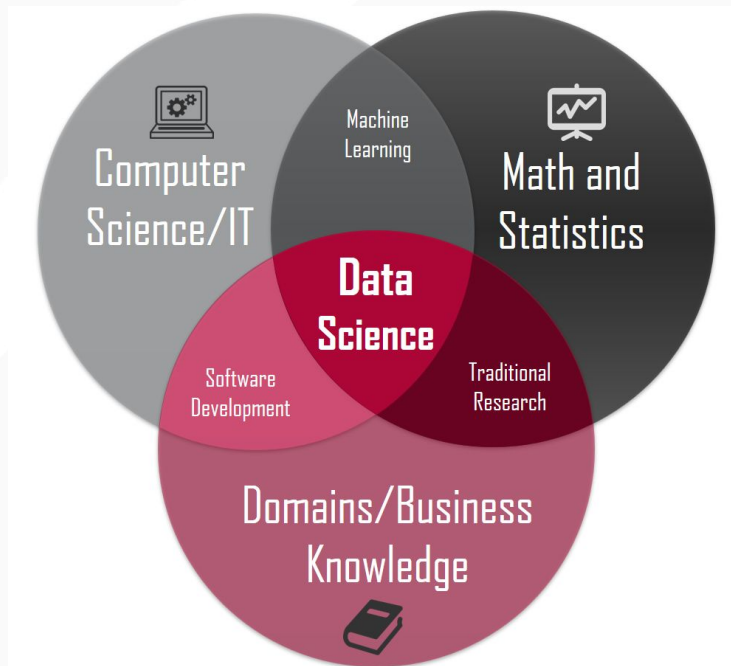 Machine
Learning
Computer
Science/IT
Math and
Statistics
Data
Science
Software
Development
Traditional
Research
Domains/Business
Knowledge